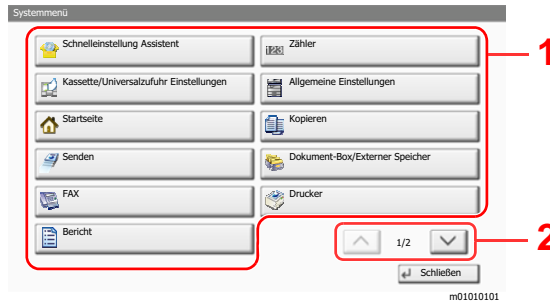 Systemmenü
Schnelleinstellung Assistent
Zähler
1
Kassette/Universalzufuhr Einstellungen
Allgemeine Einstellungen
Startseite
Kopieren
Senden
Dokument-Box/Externer Speicher
FAX
Drucker
Bericht
1/2
2
Schließen
m01010101